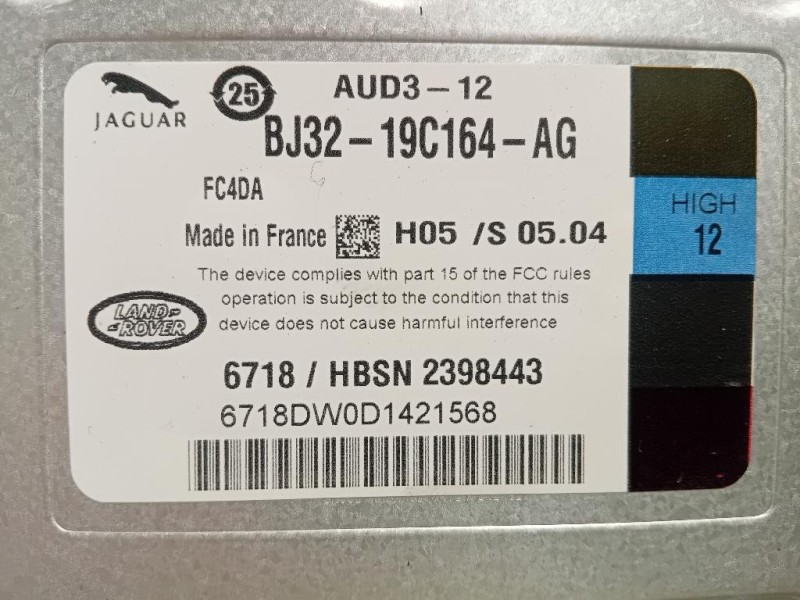 JAGUAR
25
AUD3-12
BJ32-19C164-AG
FC4DA
HIGH
12
Made in France
H05 /S 05.04
The device complies with part 15 of the FCC rules
operation is subject to the condition that this
device does not cause harmful interference
LAND-
-ROVER
6718 / HBSN 2398443
6718DW0D1421568